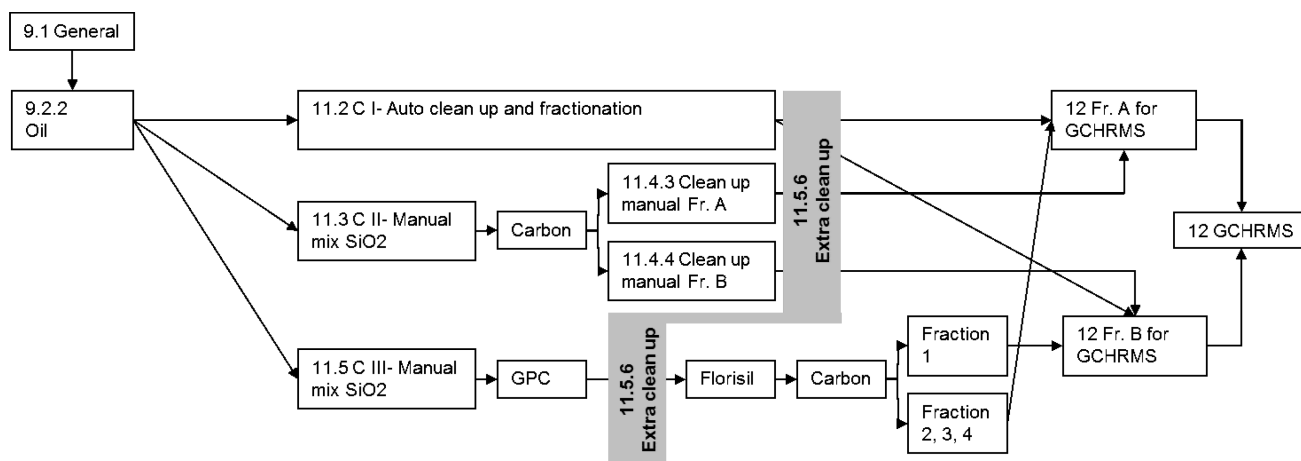 9.1 General
9.2.2
Oil
11.2 C I- Auto clean up and fractionation
12 Fr. A for
GCHRMS
11.5.6
Extra clean up
11.4.3 Clean up
manual Fr. A
11.3 C II- Manual
mix SiO2
Carbon
12 GCHRMS
11.4.4 Clean up
manual Fr. B
12 Fr. B for
GCHRMS
11.5 C III- Manual
mix SiO2
GPC
11.5.6
Extra clean up
Florisil
Carbon
Fraction
1
Fraction
2, 3, 4